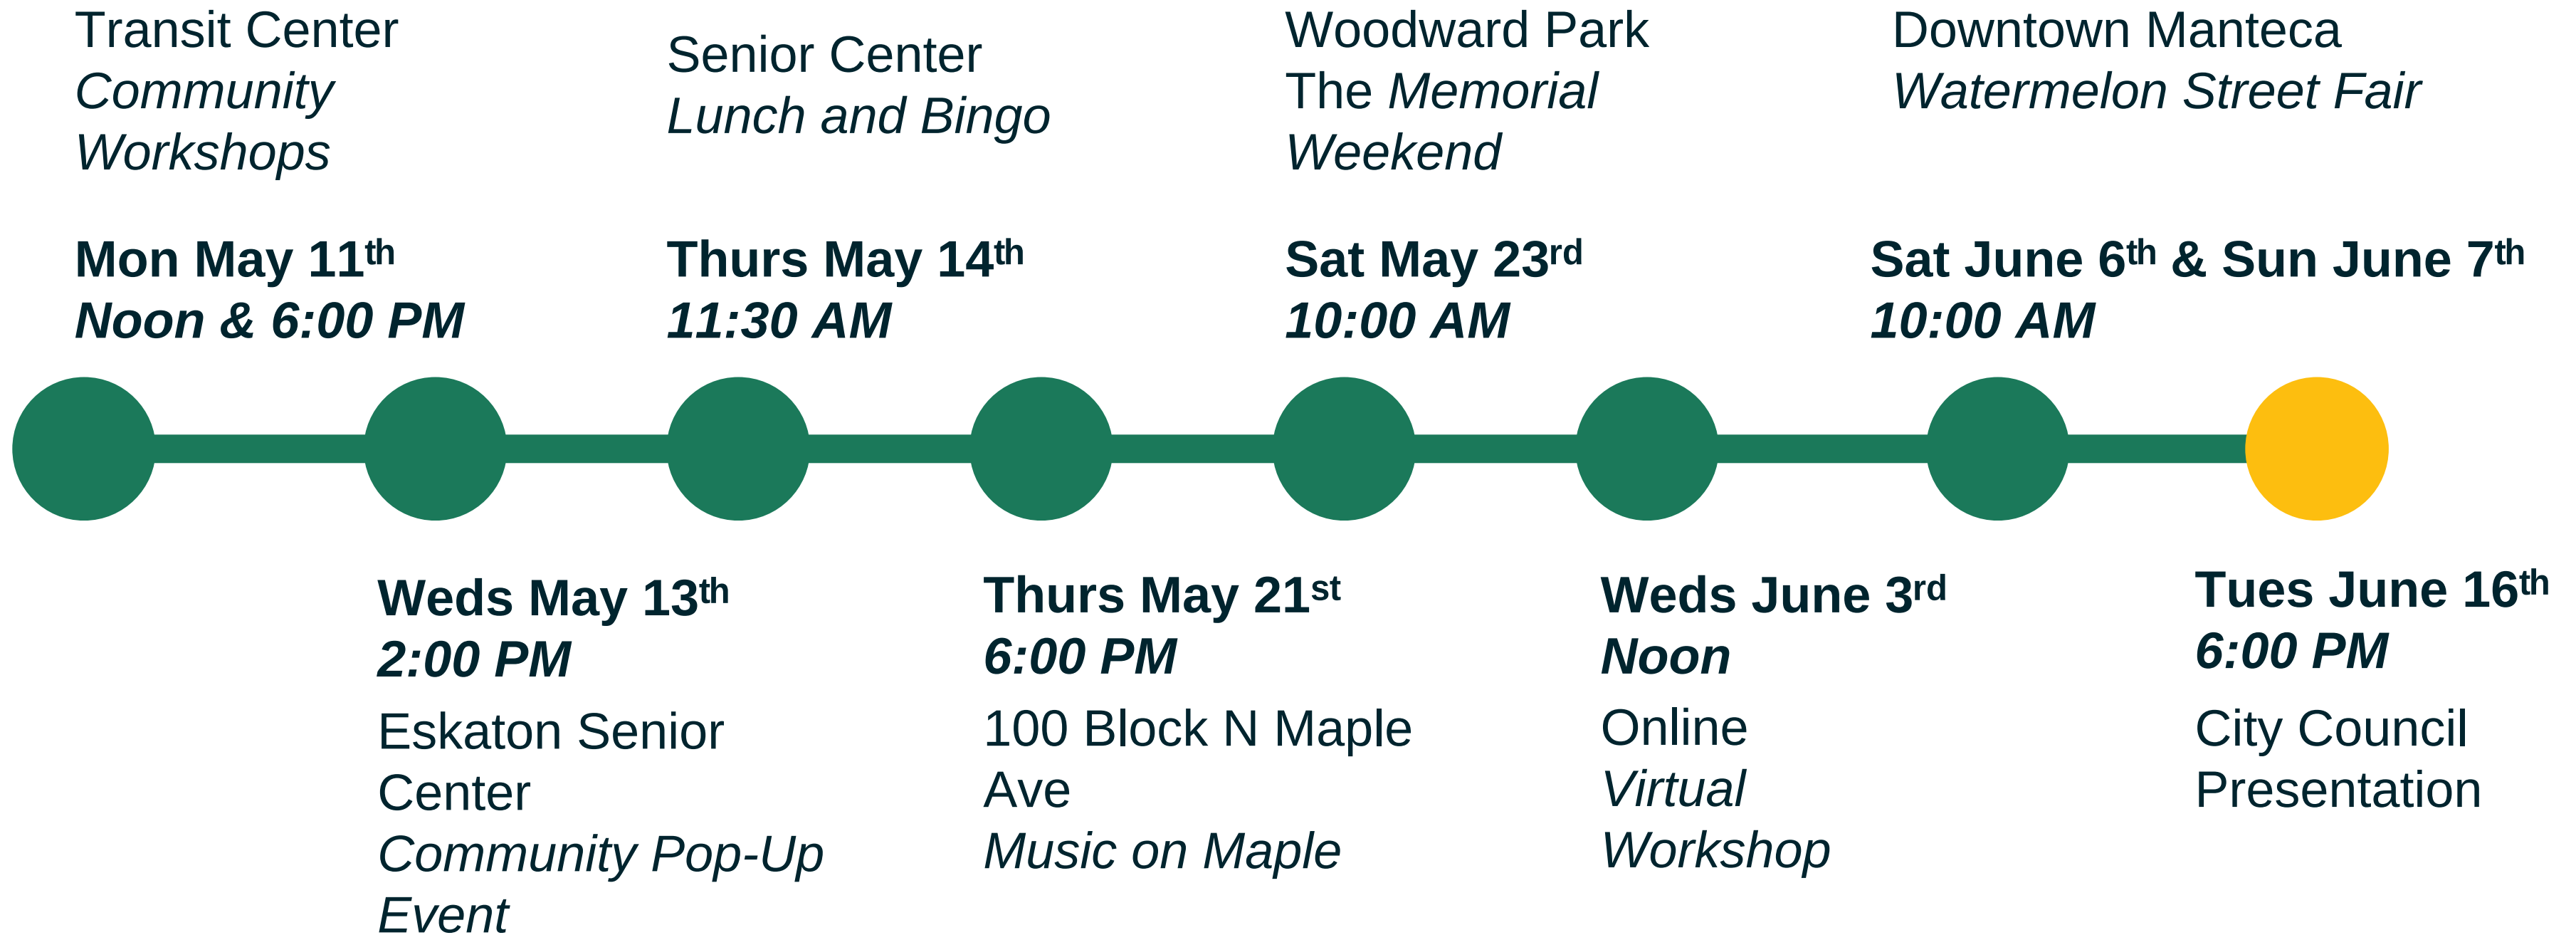 Transit Center
Community
Workshops
Mon May 11th
Noon & 6:00 PM
Senior Center
Lunch and Bingo
Thurs May 14th
11:30 AM
Woodward Park
The Memorial
Weekend
Sat May 23rd
10:00 AM
Downtown Manteca
Watermelon Street Fair
Sat June 6th & Sun June 7th
10:00 AM
Weds May 13th
2:00 PM
Eskaton Senior
Center
Community Pop-Up
Event
Thurs May 21st
6:00 PM
100 Block N Maple
Ave
Music on Maple
Weds June 3rd
Noon
Online
Virtual
Workshop
Tues June 16th
6:00 PM
City Council
Presentation